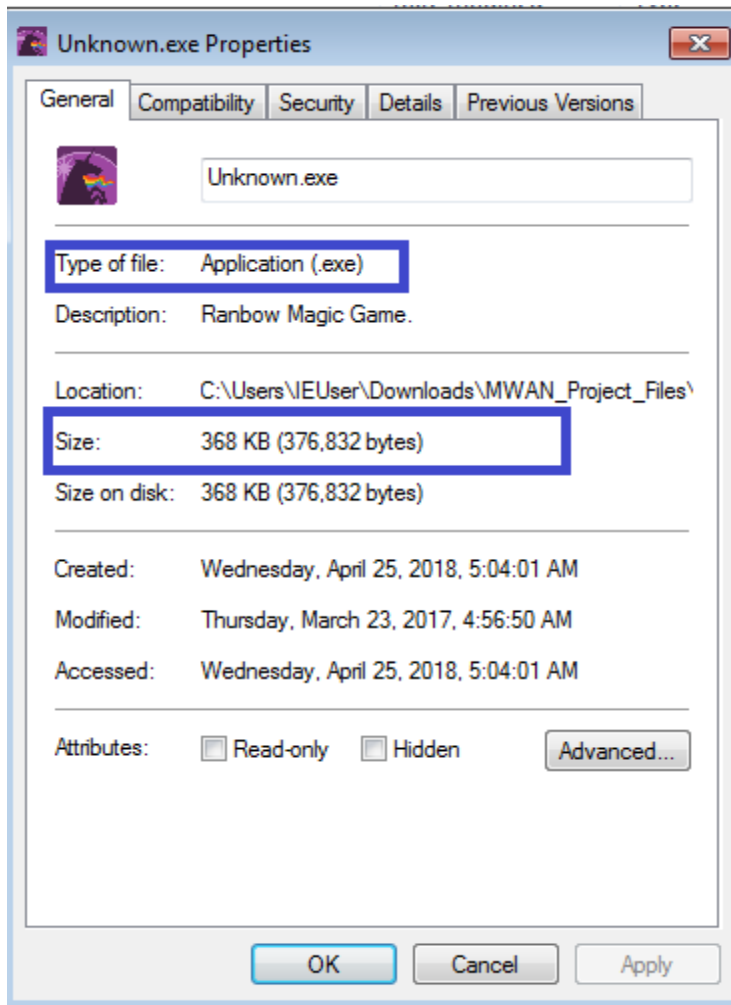 Unknown.exe Properties
General Compatibility Security Details Previous Versions
Unknown.exe
Type of file: Application (.exe)
Description: Ranbow Magic Game.
Location: C:\Users\IEUser\Downloads\MWAN_Project_Files\
Size: 368 KB (376,832 bytes)
Size on disk: 368 KB (376,832 bytes)
Created: Wednesday, April 25, 2018, 5:04:01 AM
Modified: Thursday, March 23, 2017, 4:56:50 AM
Accessed: Wednesday, April 25, 2018, 5:04:01 AM
Attributes: Read-only Hidden Advanced...
OK Cancel Apply